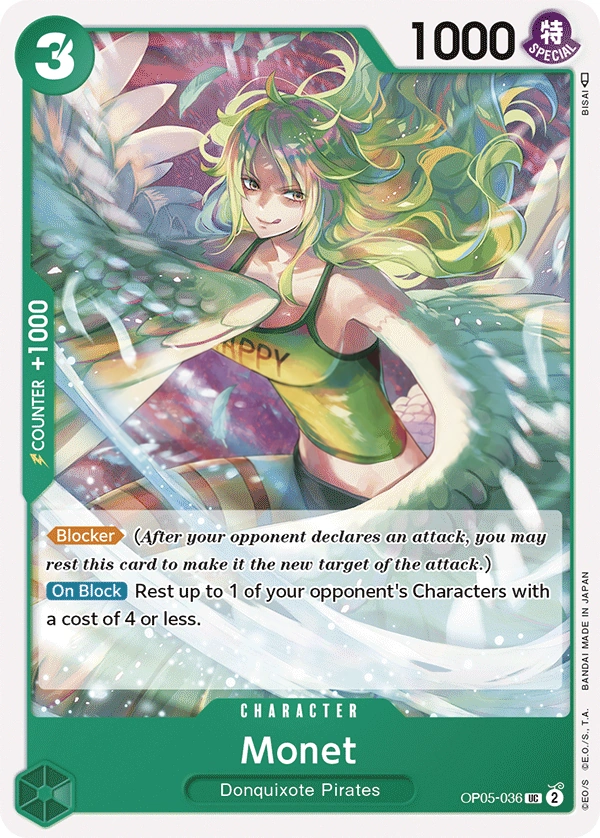 3
1000
特
SPECIAL
BISAI
COUNTER +1000
APPY
Blocker (After your opponent declares an attack, you may
rest this card to make it the new target of the attack.)
On Block Rest up to 1 of your opponent's Characters with
a cost of 4 or less.
CHARACTER
Monet
Donquixote Pirates
OP05-036 UC 2
©EO/S ©E.O./S., T.A. BANDAI MADE IN JAPAN